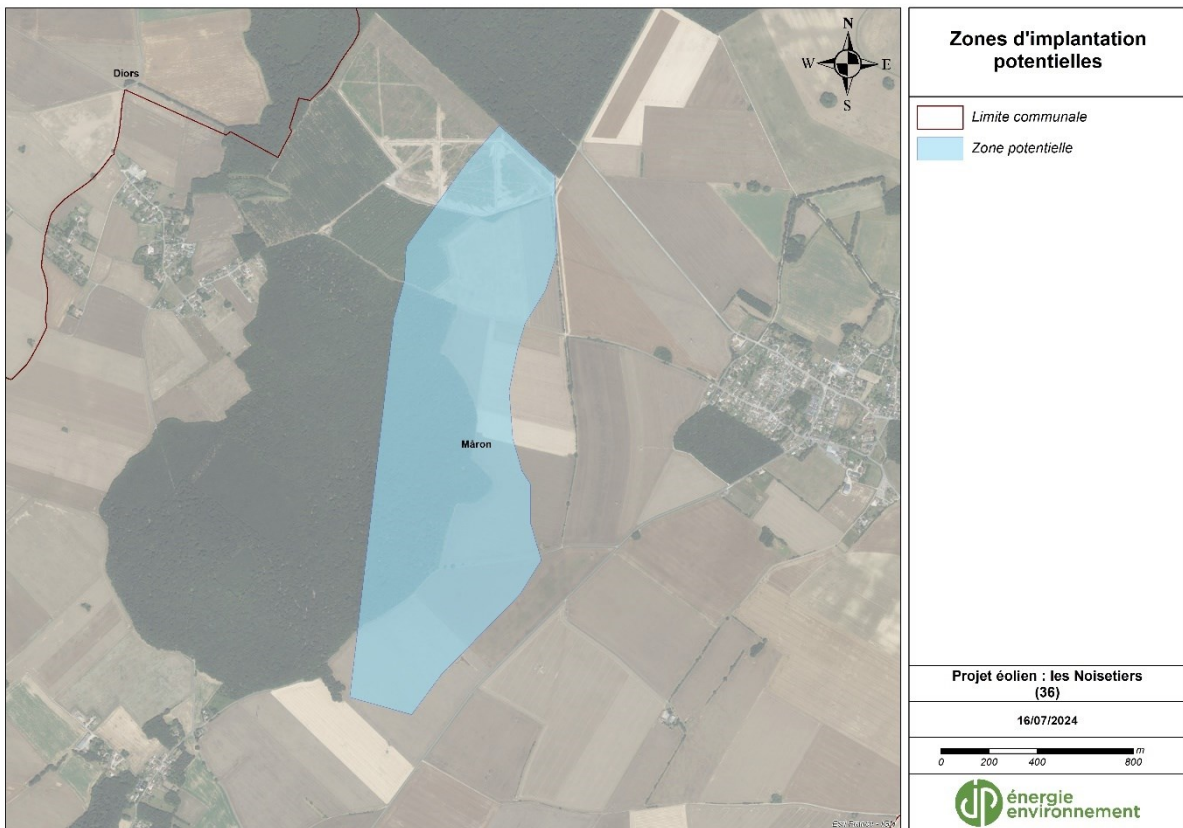 Diors
Máron
N
W
E
S
Zones d'implantation
potentielles
Limite communale
Zone potentielle
Projet éolien : les Noisetiers
(36)
16/07/2024
m
0 200 400 800
énergie
environnement